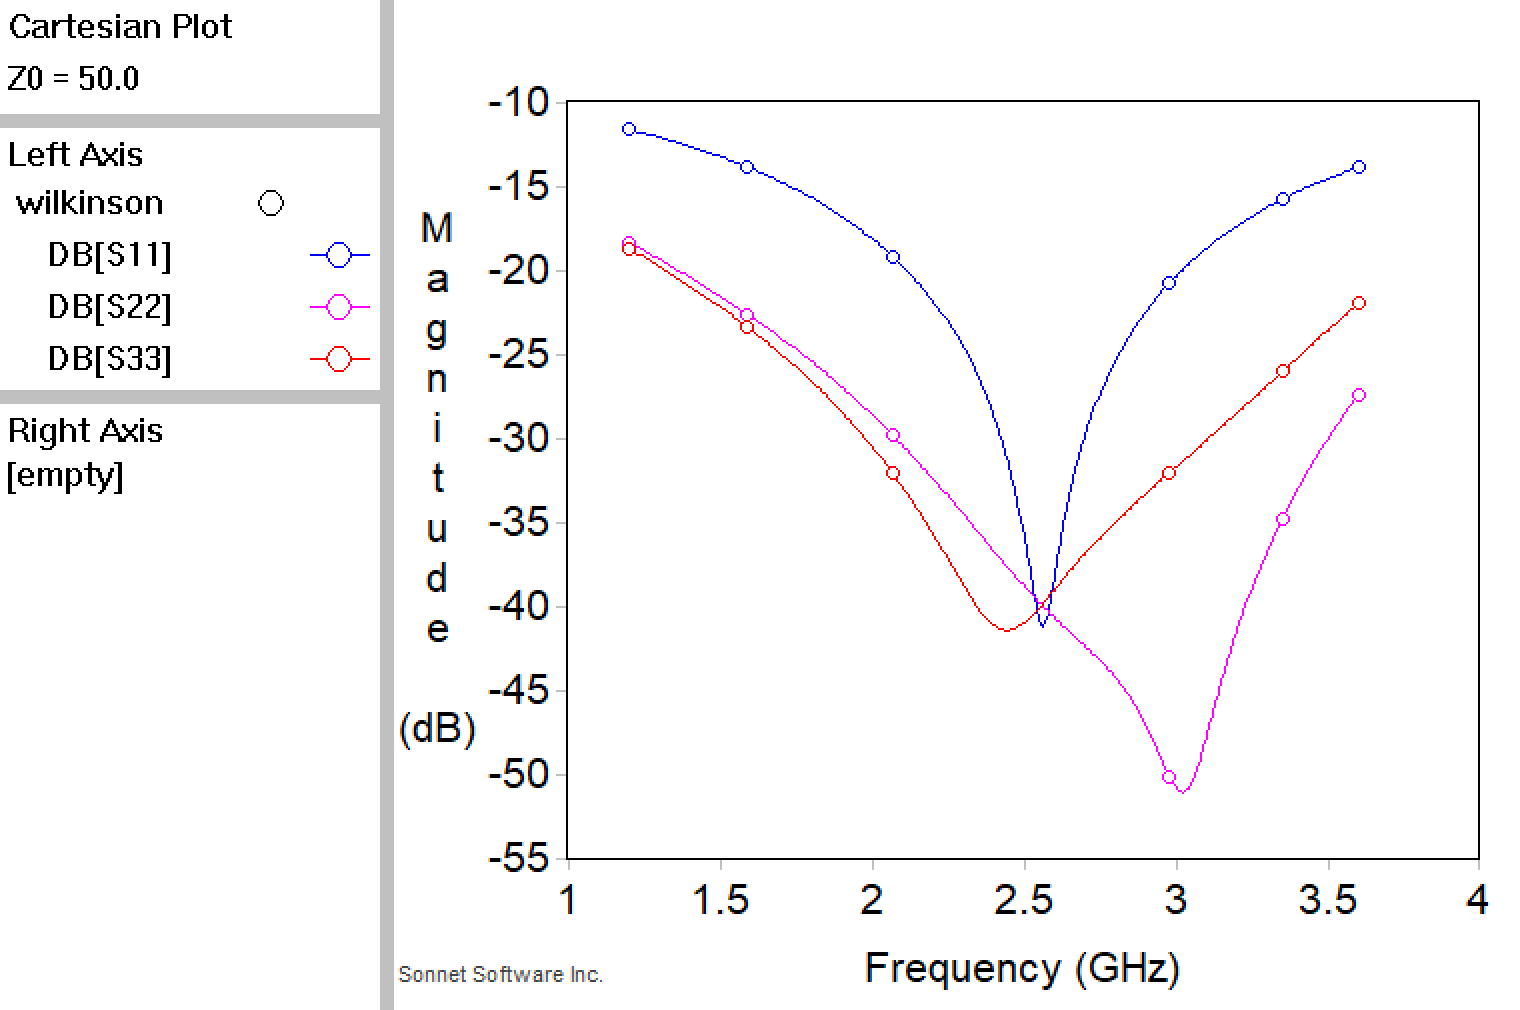 Cartesian Plot
Z0 = 50.0
Left Axis
wilkinson
DB[S11]
DB[S22]
DB[S33]
Right Axis
[empty]
-10
-15
-20
-25
-30
-35
-40
-45
-50
-55
Magnitude
(dB)
1 1.5 2 2.5 3 3.5 4
Frequency (GHz)
Sonnet Software Inc.